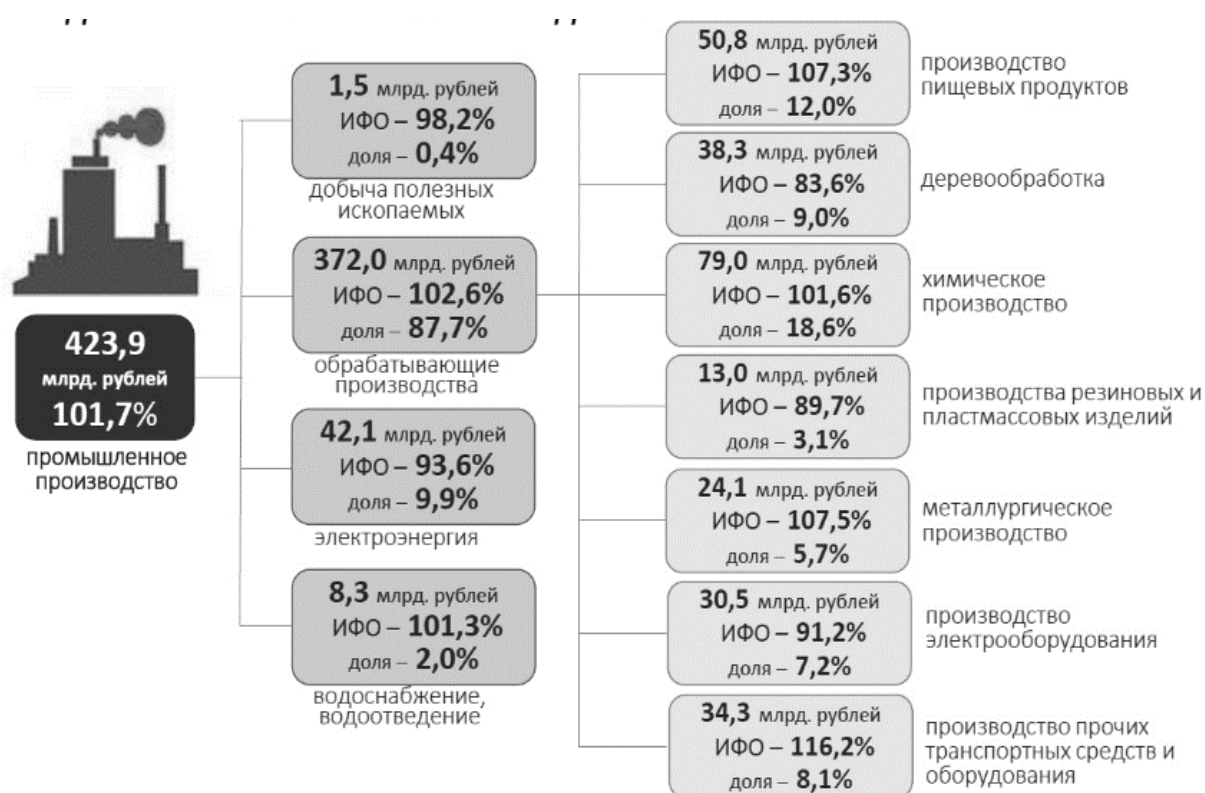 423,9
млрд. рублей
101,7%
промышленное
производство
1,5 млрд. рублей
ИФО – 98,2%
доля – 0,4%
добыча полезных
ископаемых
372,0 млрд. рублей
ИФО – 102,6%
доля – 87,7%
обрабатывающие
производства
42,1 млрд. рублей
ИФО – 93,6%
доля – 9,9%
электроэнергия
8,3 млрд. рублей
ИФО – 101,3%
доля – 2,0%
водоснабжение,
водоотведение
50,8 млрд. рублей
ИФО – 107,3%
доля – 12,0%
производство
пищевых продуктов
38,3 млрд. рублей
ИФО – 83,6%
доля – 9,0%
деревообработка
79,0 млрд. рублей
ИФО – 101,6%
доля – 18,6%
химическое
производство
13,0 млрд. рублей
ИФО – 89,7%
доля – 3,1%
производства резиновых и
пластмассовых изделий
24,1 млрд. рублей
ИФО – 107,5%
доля – 5,7%
металлургическое
производство
30,5 млрд. рублей
ИФО – 91,2%
доля – 7,2%
производство
электрооборудования
34,3 млрд. рублей
ИФО – 116,2%
доля – 8,1%
производство прочих
транспортных средств и
оборудования